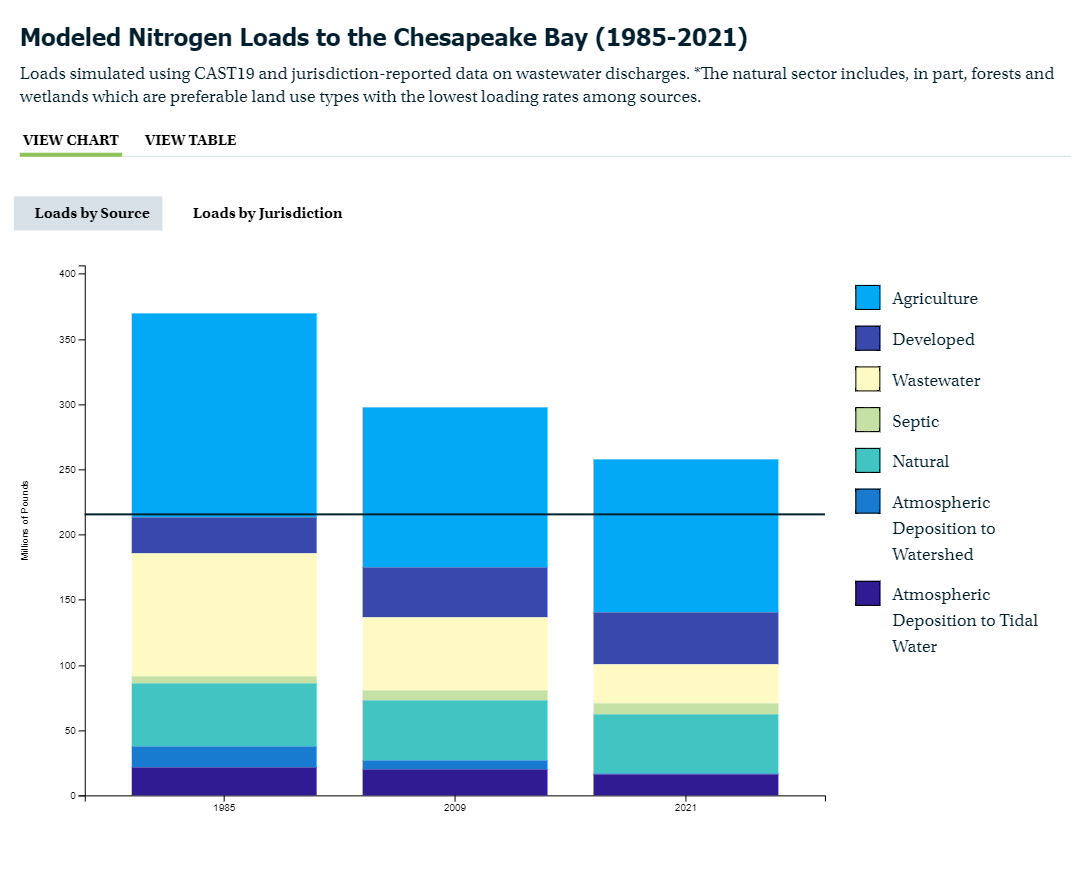 Modeled Nitrogen Loads to the Chesapeake Bay (1985-2021)
Loads simulated using CAST19 and jurisdiction-reported data on wastewater discharges. *The natural sector includes, in part, forests and
wetlands which are preferable land use types with the lowest loading rates among sources.
VIEW CHART VIEW TABLE
Loads by Source Loads by Jurisdiction
Millions of Pounds
400
350
300
250
200
150
100
50
0
1985 2009 2021
Agriculture
Developed
Wastewater
Septic
Natural
Atmospheric
Deposition to
Watershed
Atmospheric
Deposition to Tidal
Water